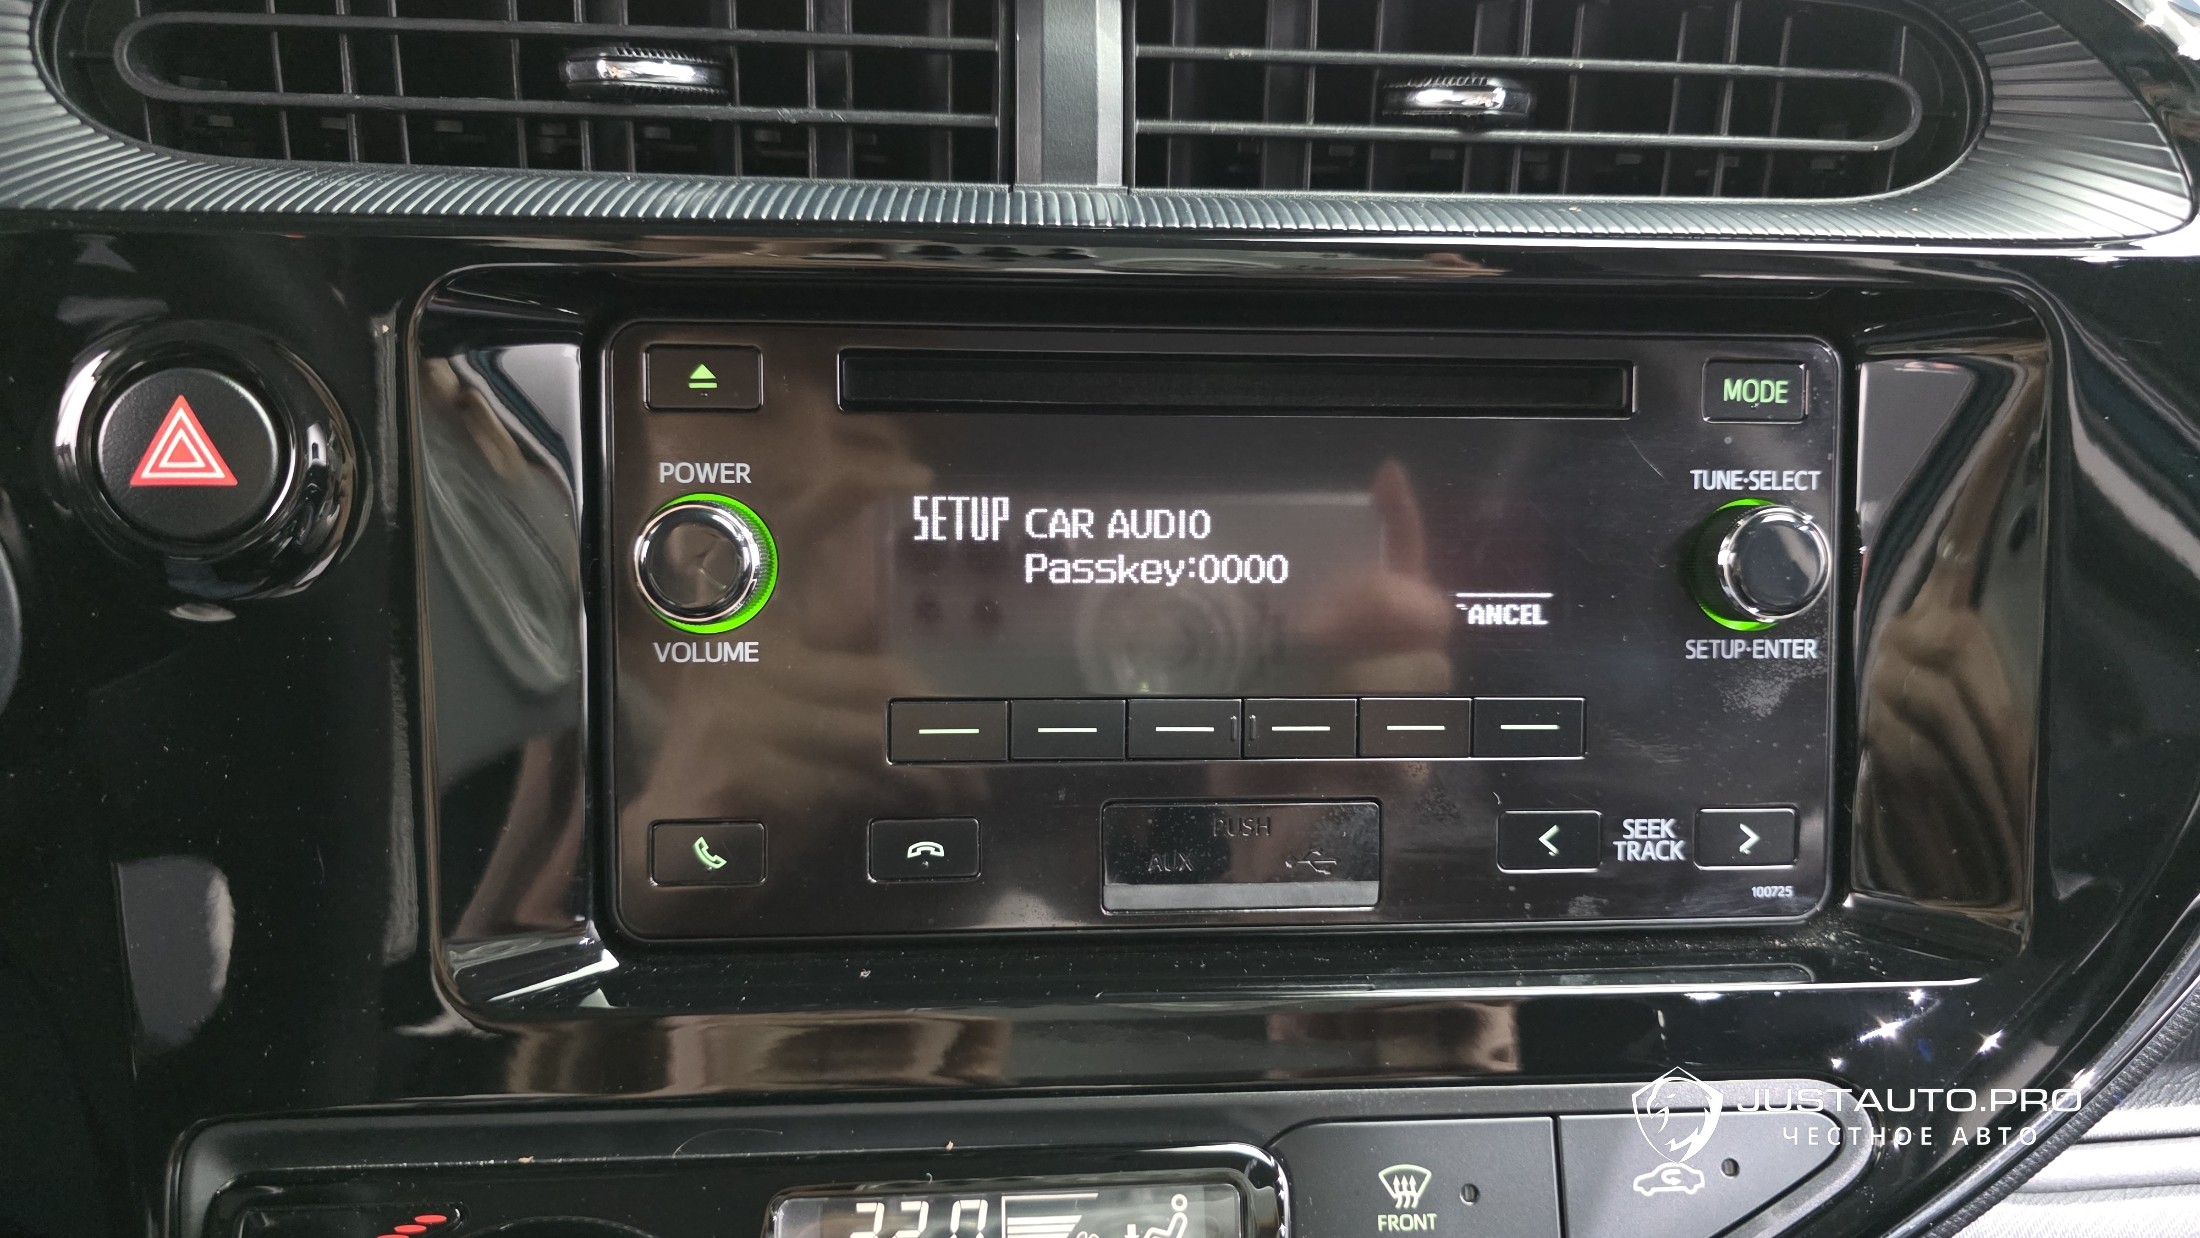 MODE
POWER
TUNE•SELECT
SETUP CAR AUDIO
Passkey:0000
ANCEL
VOLUME
SETUP•ENTER
PUSH
AUX
SEEK
TRACK
100725
JUSTAUTO.PRO
ЧЕСТНОЕ АВТО
FRONT